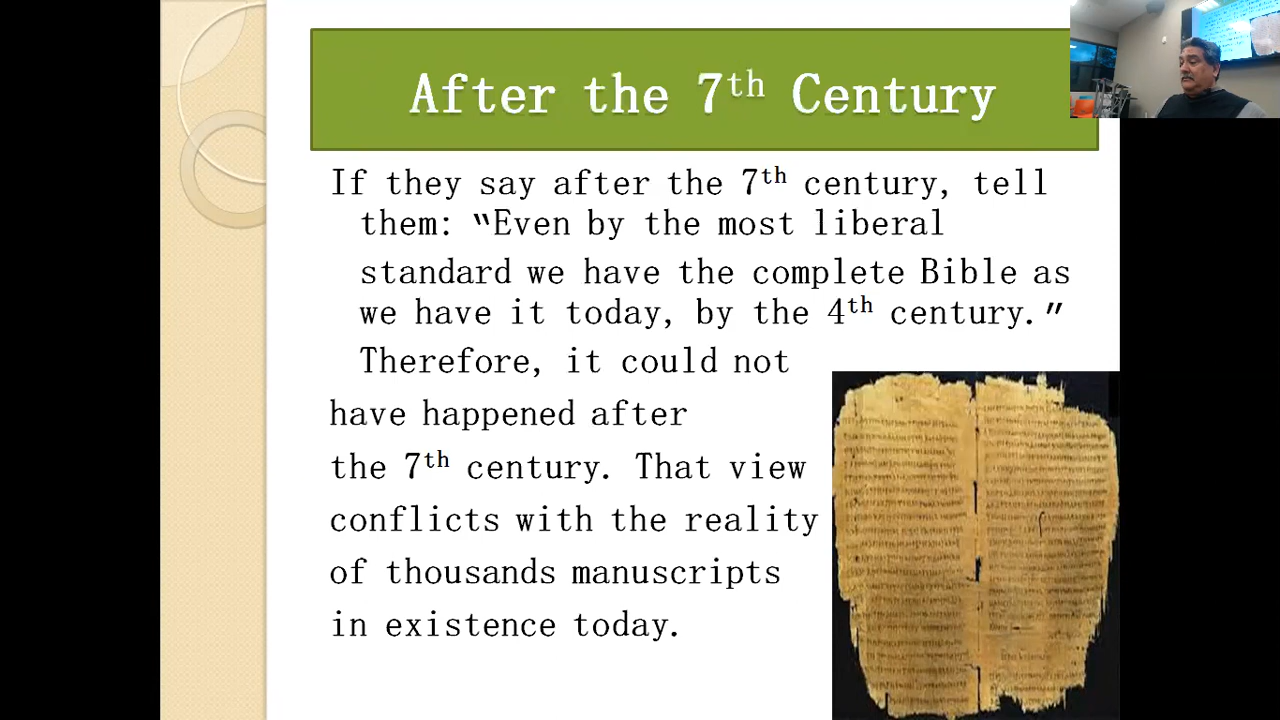 After the 7th Century
If they say after the 7th century, tell
them: “Even by the most liberal
standard we have the complete Bible as
we have it today, by the 4th century.”
Therefore, it could not
have happened after
the 7th century. That view
conflicts with the reality
of thousands manuscripts
in existence today.